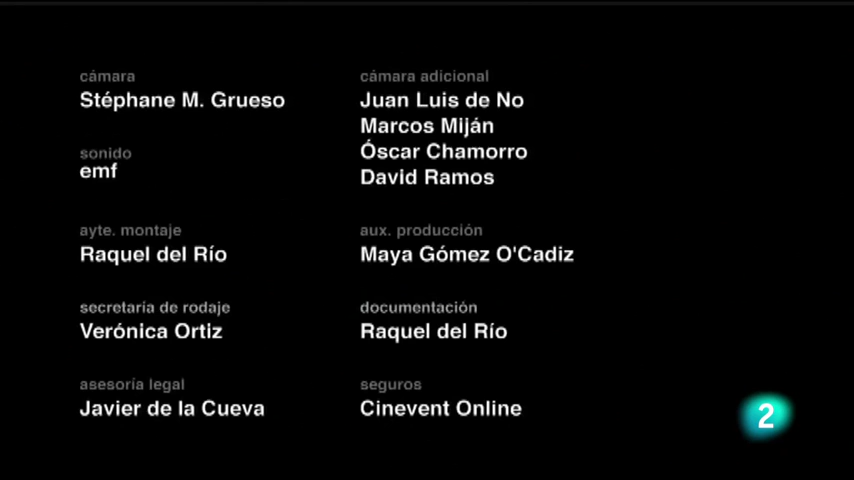 cámara
Stéphane M. Grueso
cámara adicional
Juan Luis de No
Marcos Miján
Óscar Chamorro
David Ramos
sonido
emf
ayte. montaje
Raquel del Río
aux. producción
Maya Gómez O'Cadiz
secretaría de rodaje
Verónica Ortiz
documentación
Raquel del Río
asesoría legal
Javier de la Cueva
seguros
Cinevent Online
2